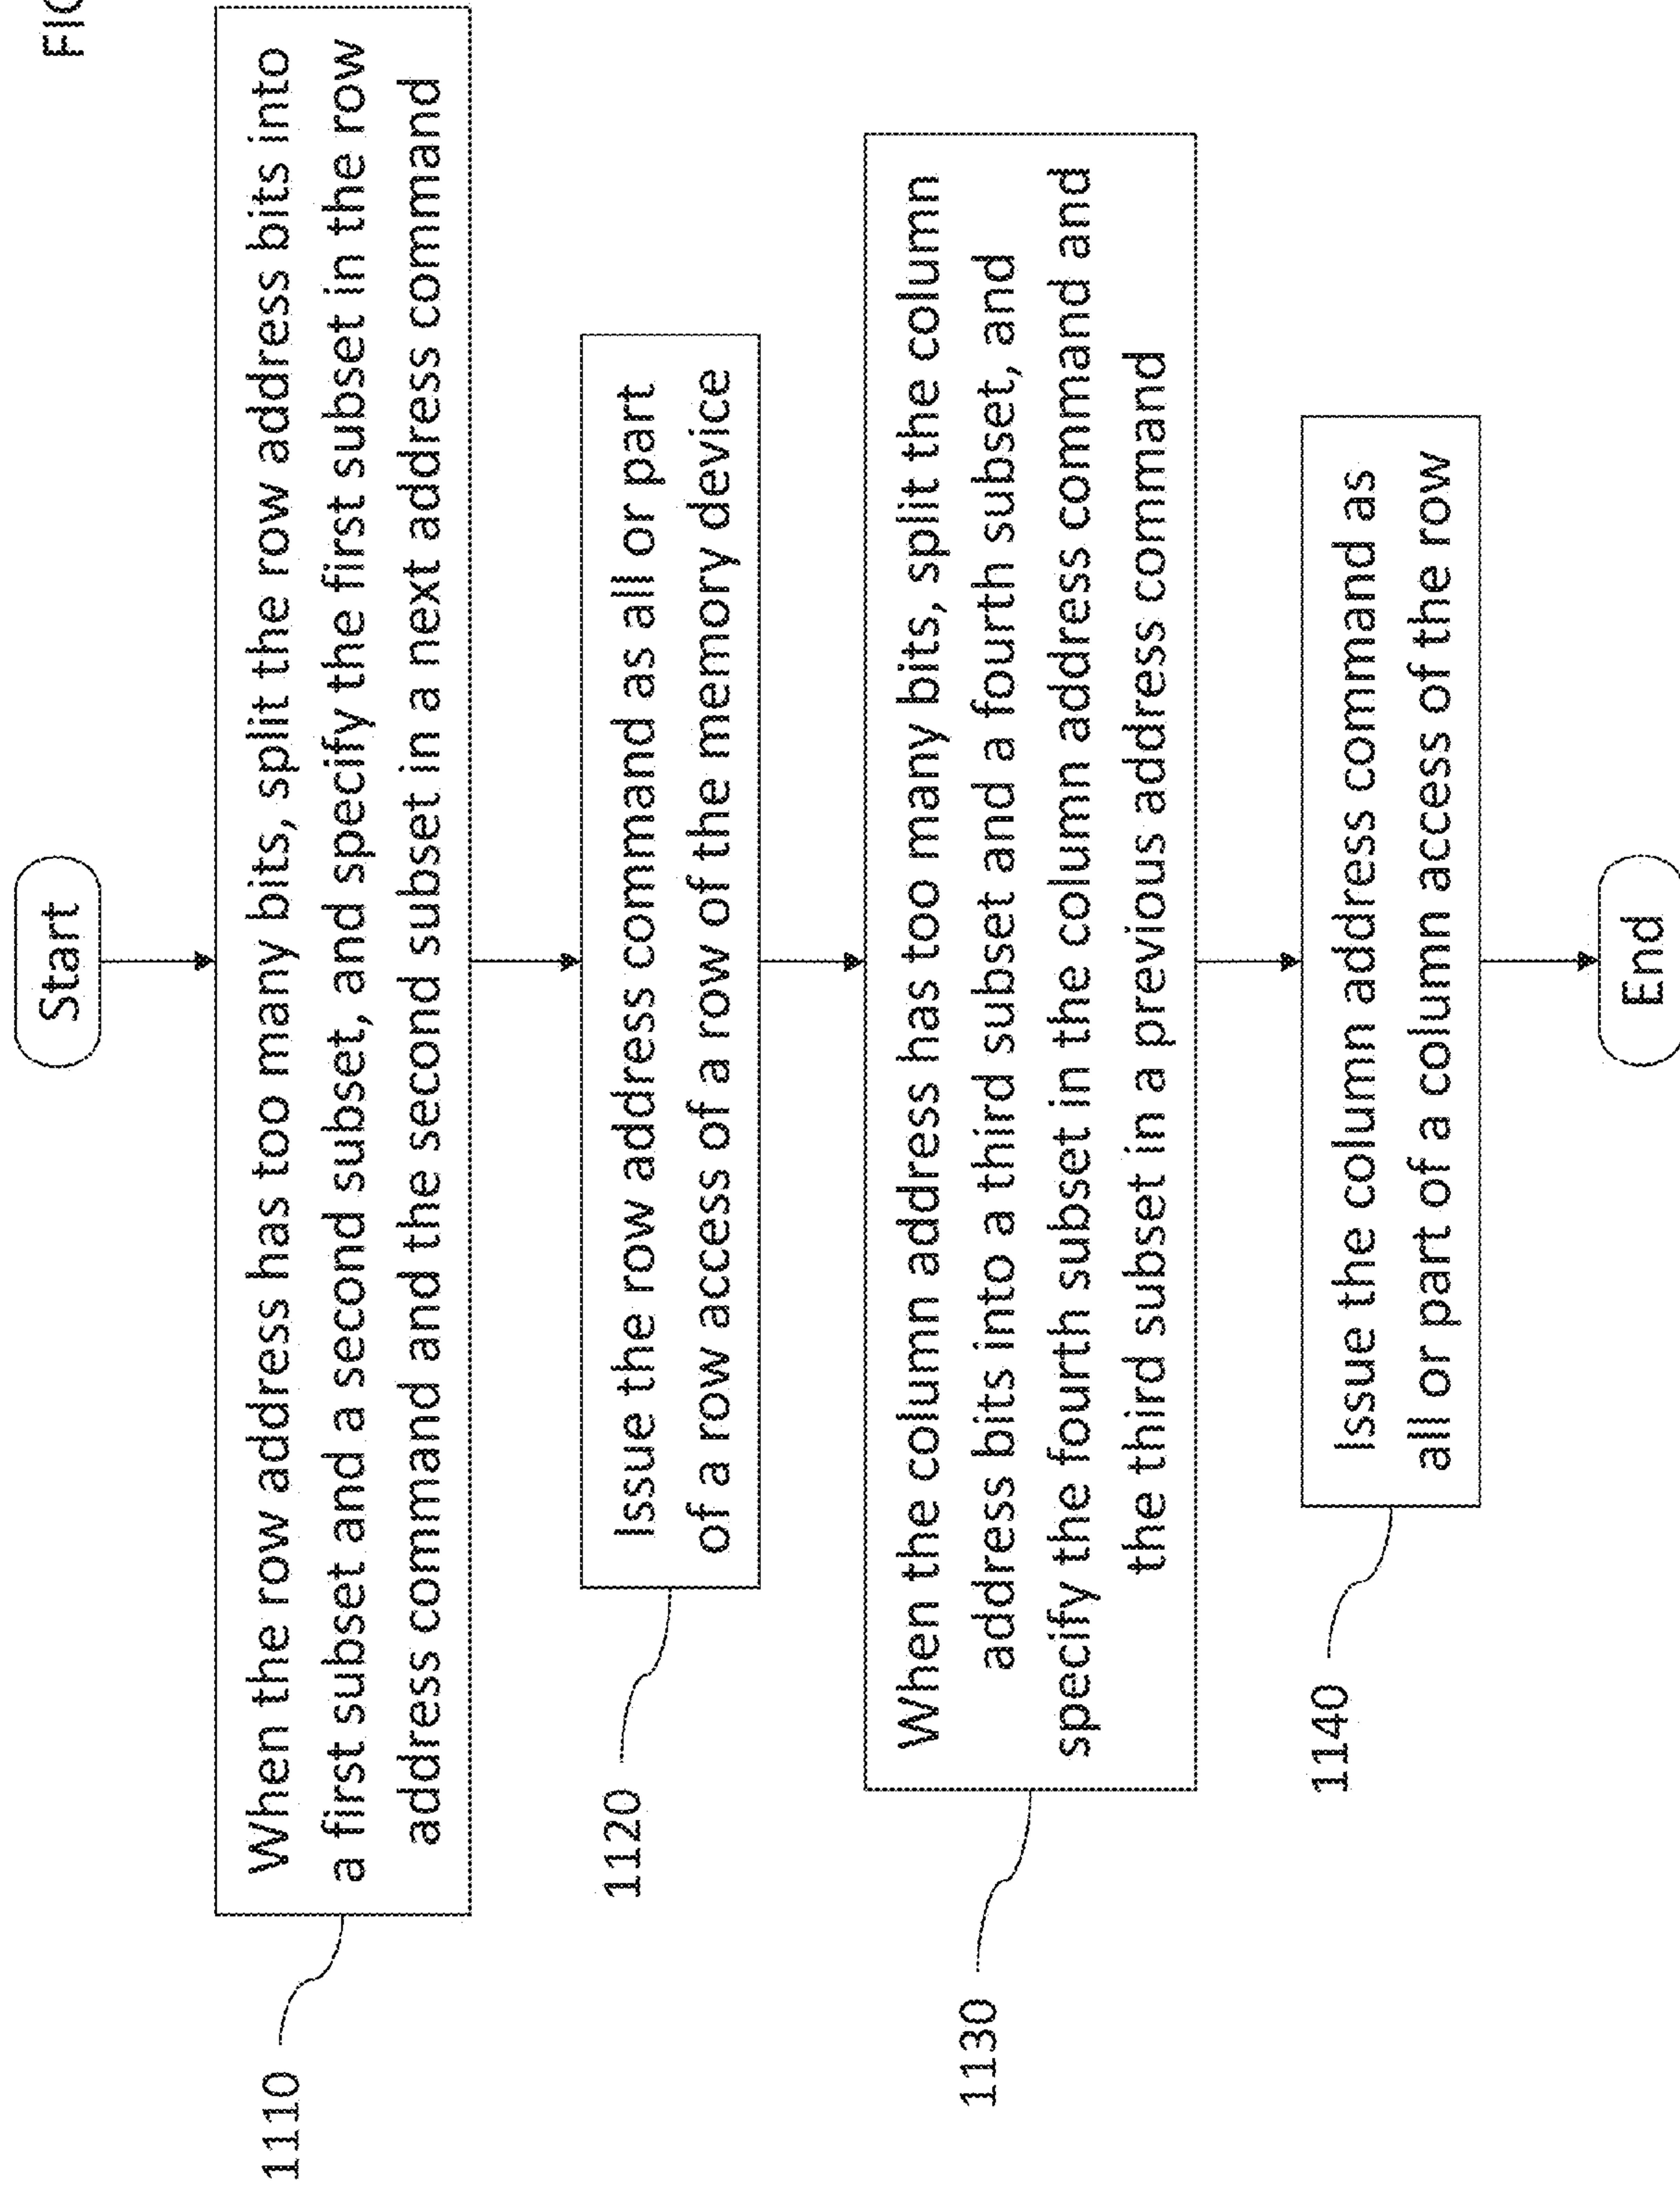 FIG
Start
1110
When the row address has too many bits, split the row address bits into
a first subset and a second subset, and specify the first subset in the row
address command and the second subset in a next address command
1120
Issue the row address command as all or part
of a row access of a row of the memory device
1130
When the column address has too many bits, split the column
address bits into a third subset and a fourth subset, and
specify the fourth subset in the column address command and
the third subset in a previous address command
1140
Issue the column address command as
all or part of a column access of the row
End